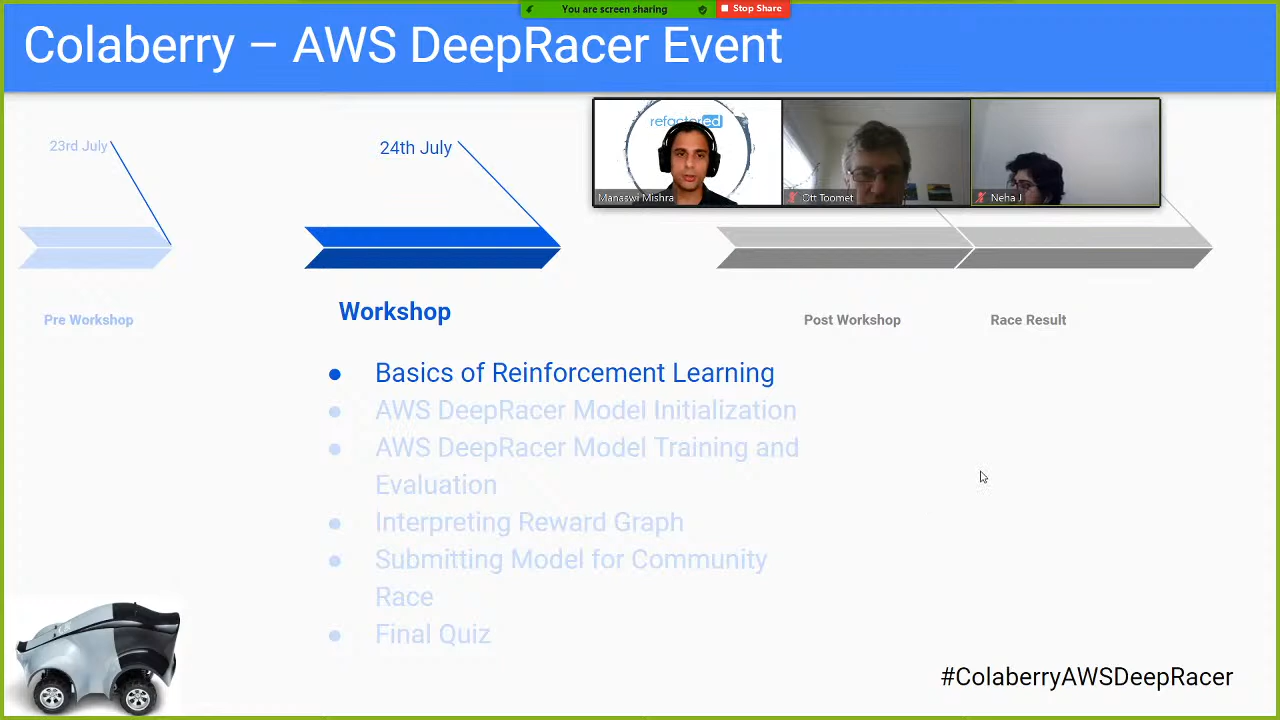 You are screen sharing
Stop Share
Colaberry – AWS DeepRacer Event
23rd July
24th July
refactored
Manaswi Mishra
Ott Toomet
Neha J
Workshop
Pre Workshop
Post Workshop
Race Result
● Basics of Reinforcement Learning
● AWS DeepRacer Model Initialization
● AWS DeepRacer Model Training and
Evaluation
● Interpreting Reward Graph
● Submitting Model for Community
Race
● Final Quiz
#ColaberryAWSDeepRacer